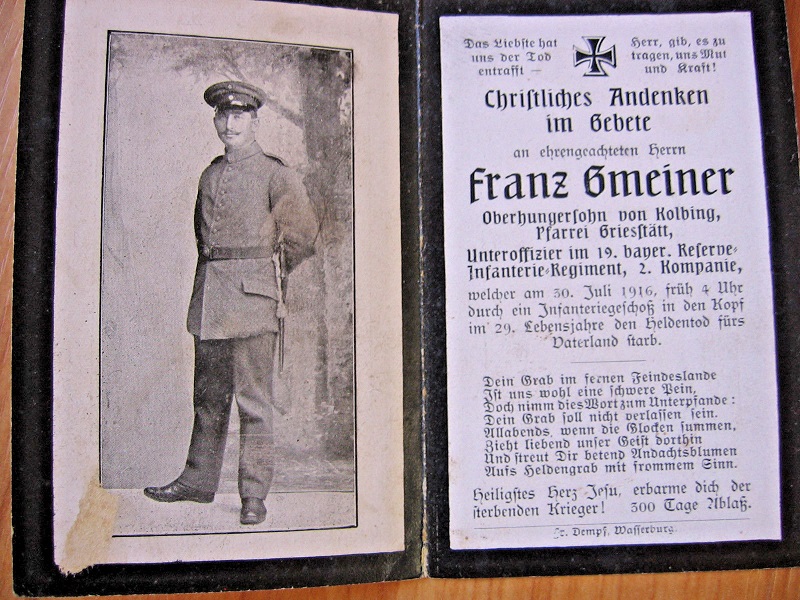 Das Liebste hat
uns der Tod
entrafft –
Herr, gib, es zu
tragen, uns Mut
und Kraft!
Chriſtliches Andenken
im Gebete
an ehrengeachteten Herrn
Franz Gmeiner
Oberhungerſohn von Kolbing,
Pfarrei Griesſtätt,
Unteroffizier im 19. bayer. Reſerve-
Infanterie-Regiment, 2. Kompanie,
welcher am 30. Juli 1916, früh 4 Uhr
durch ein Infanteriegeſchoß in den Kopf
im 29. Lebensjahre den Heldentod fürs
Vaterland ſtarb.
Dein Grab im fernen Feindeslande
Iſt uns wohl eine ſchwere Pein,
Doch nimm dies Wort zum Unterpfande:
Dein Grab ſoll nicht verlaſſen ſein.
Allabends, wenn die Glocken ſummen,
Zieht liebend unſer Geiſt dorthin
Und ſtreut Dir betend Andachtsblumen
Aufs Heldengrab mit frommem Sinn.
Heiligſtes Herz Jeſu, erbarme dich der
ſterbenden Krieger! 300 Tage Ablaß.
Fr. Dempf, Waſſerburg.